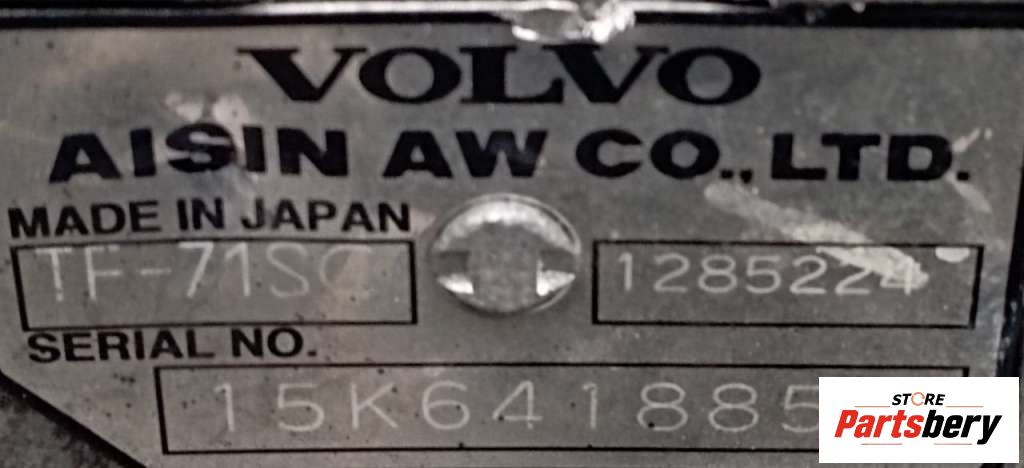 VOLVO
AISIN AW CO.,LTD.
MADE IN JAPAN
TF-71SC 1285224
SERIAL NO.
15K641885
STORE
Partsbery